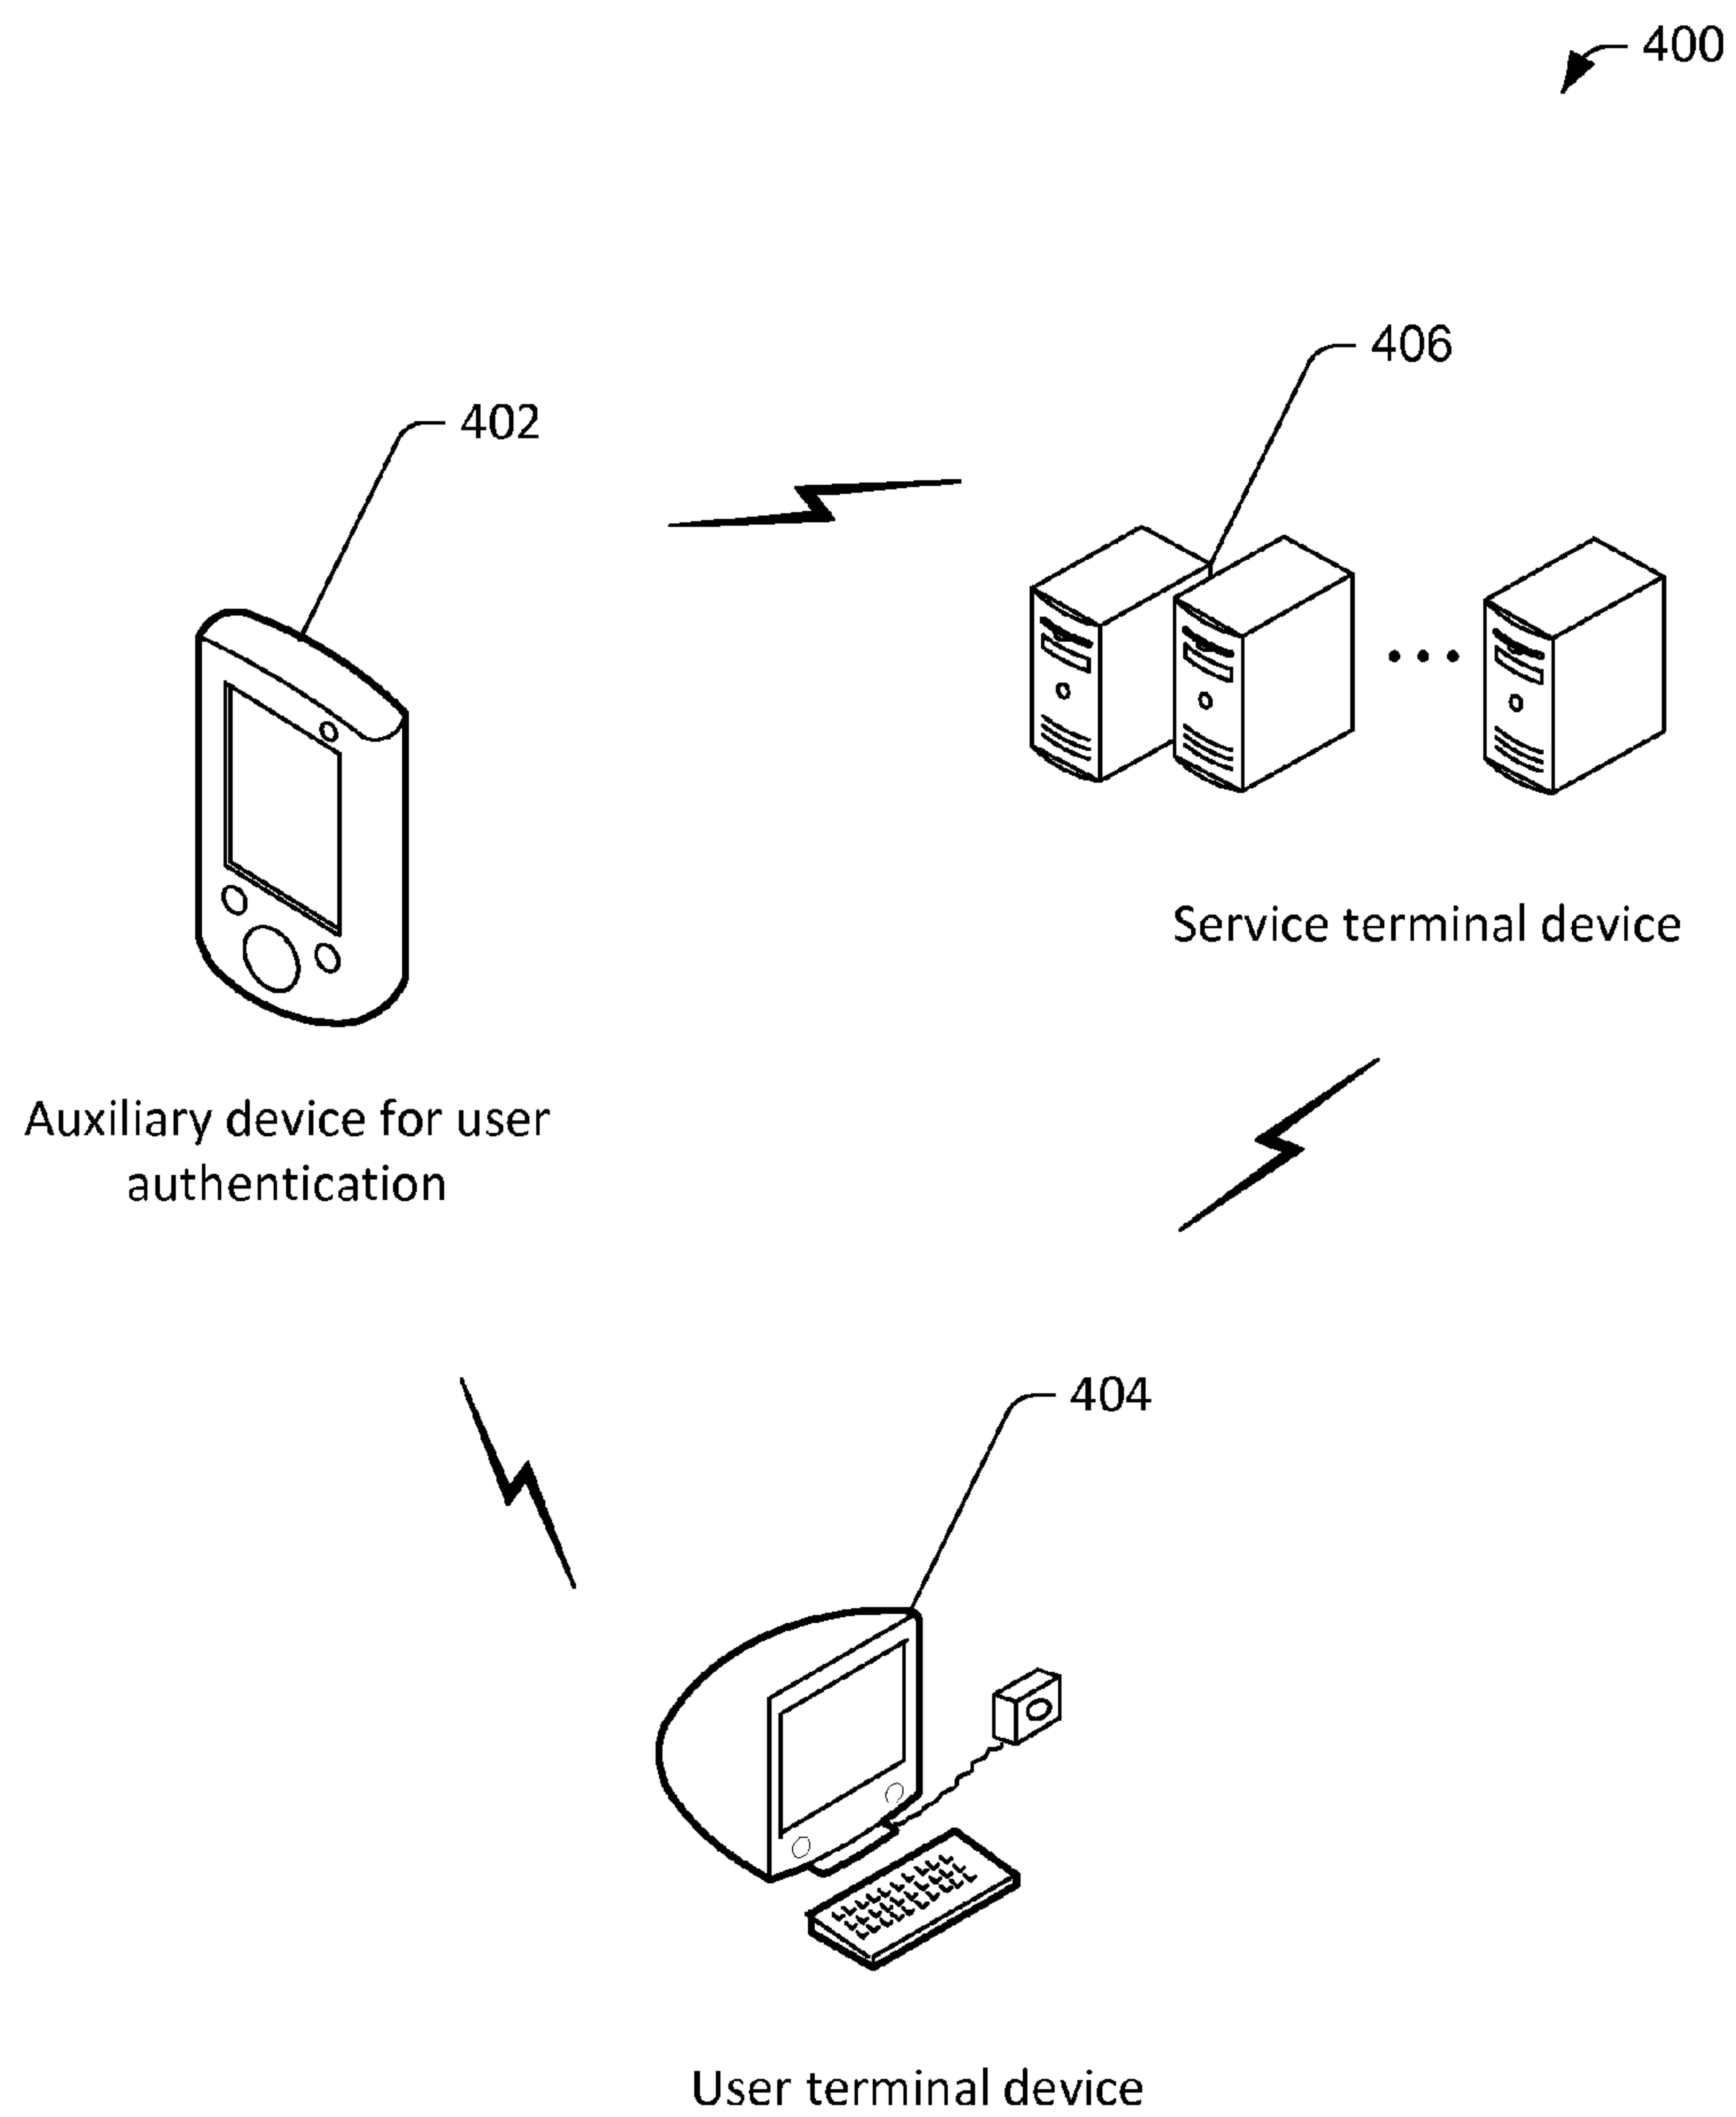 400
406
402
Service terminal device
Auxiliary device for user
authentication
404
User terminal device